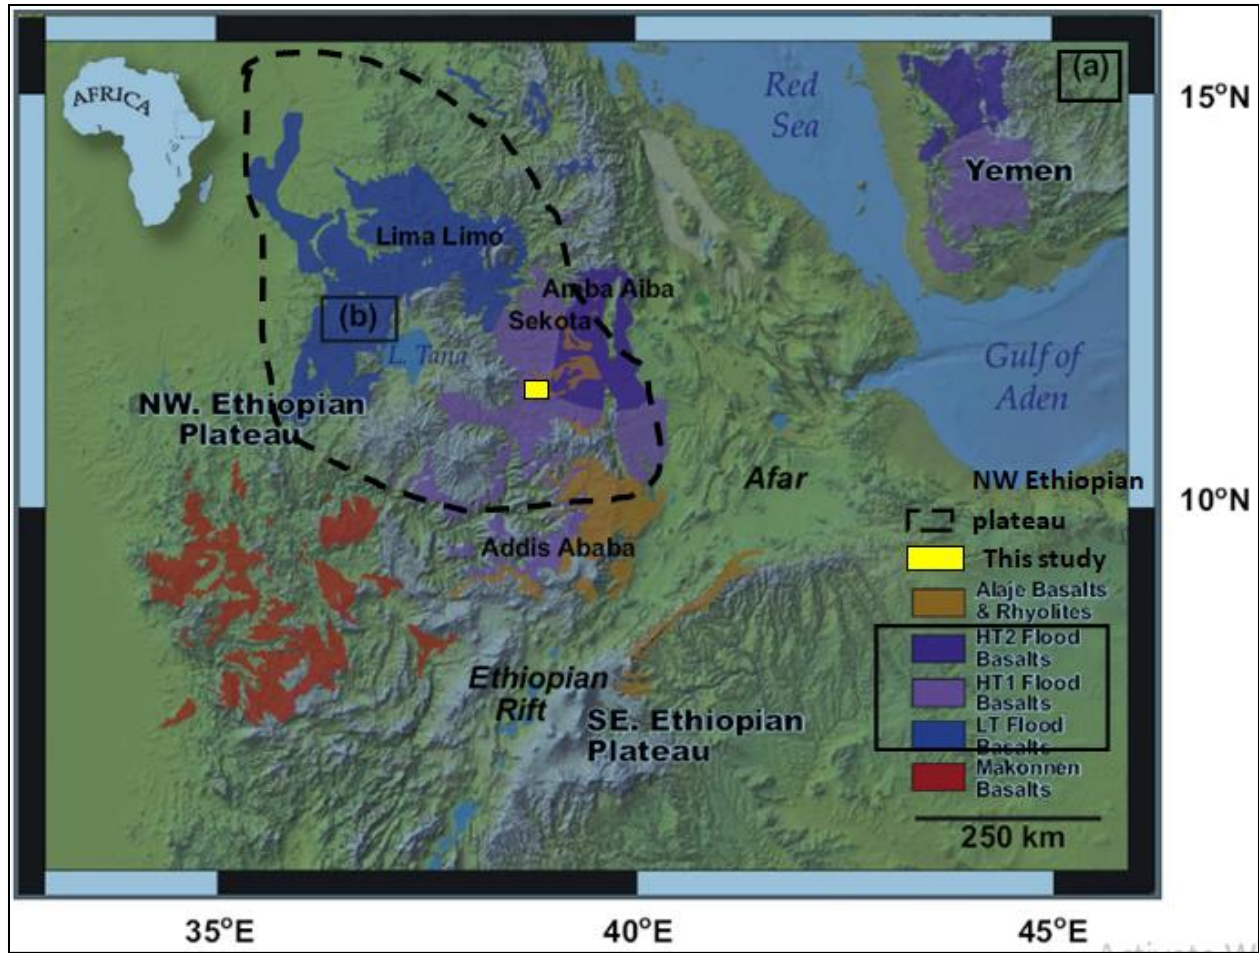 AFRICA
Red
Sea
(a)
15°N
Yemen
Lima Limo
Amba Aiba
Sekota
(b)
L. Tana
Gulf of
Aden
NW. Ethiopian
Plateau
Afar
NW Ethiopian
plateau
10°N
This study
Addis Ababa
Alaje Basalts
& Rhyolites
HT2 Flood
Basalts
HT1 Flood
Basalts
LT Flood
Basalts
Makonnen
Basalts
Ethiopian
Rift
SE. Ethiopian
Plateau
250 km
35°E
40°E
45°E